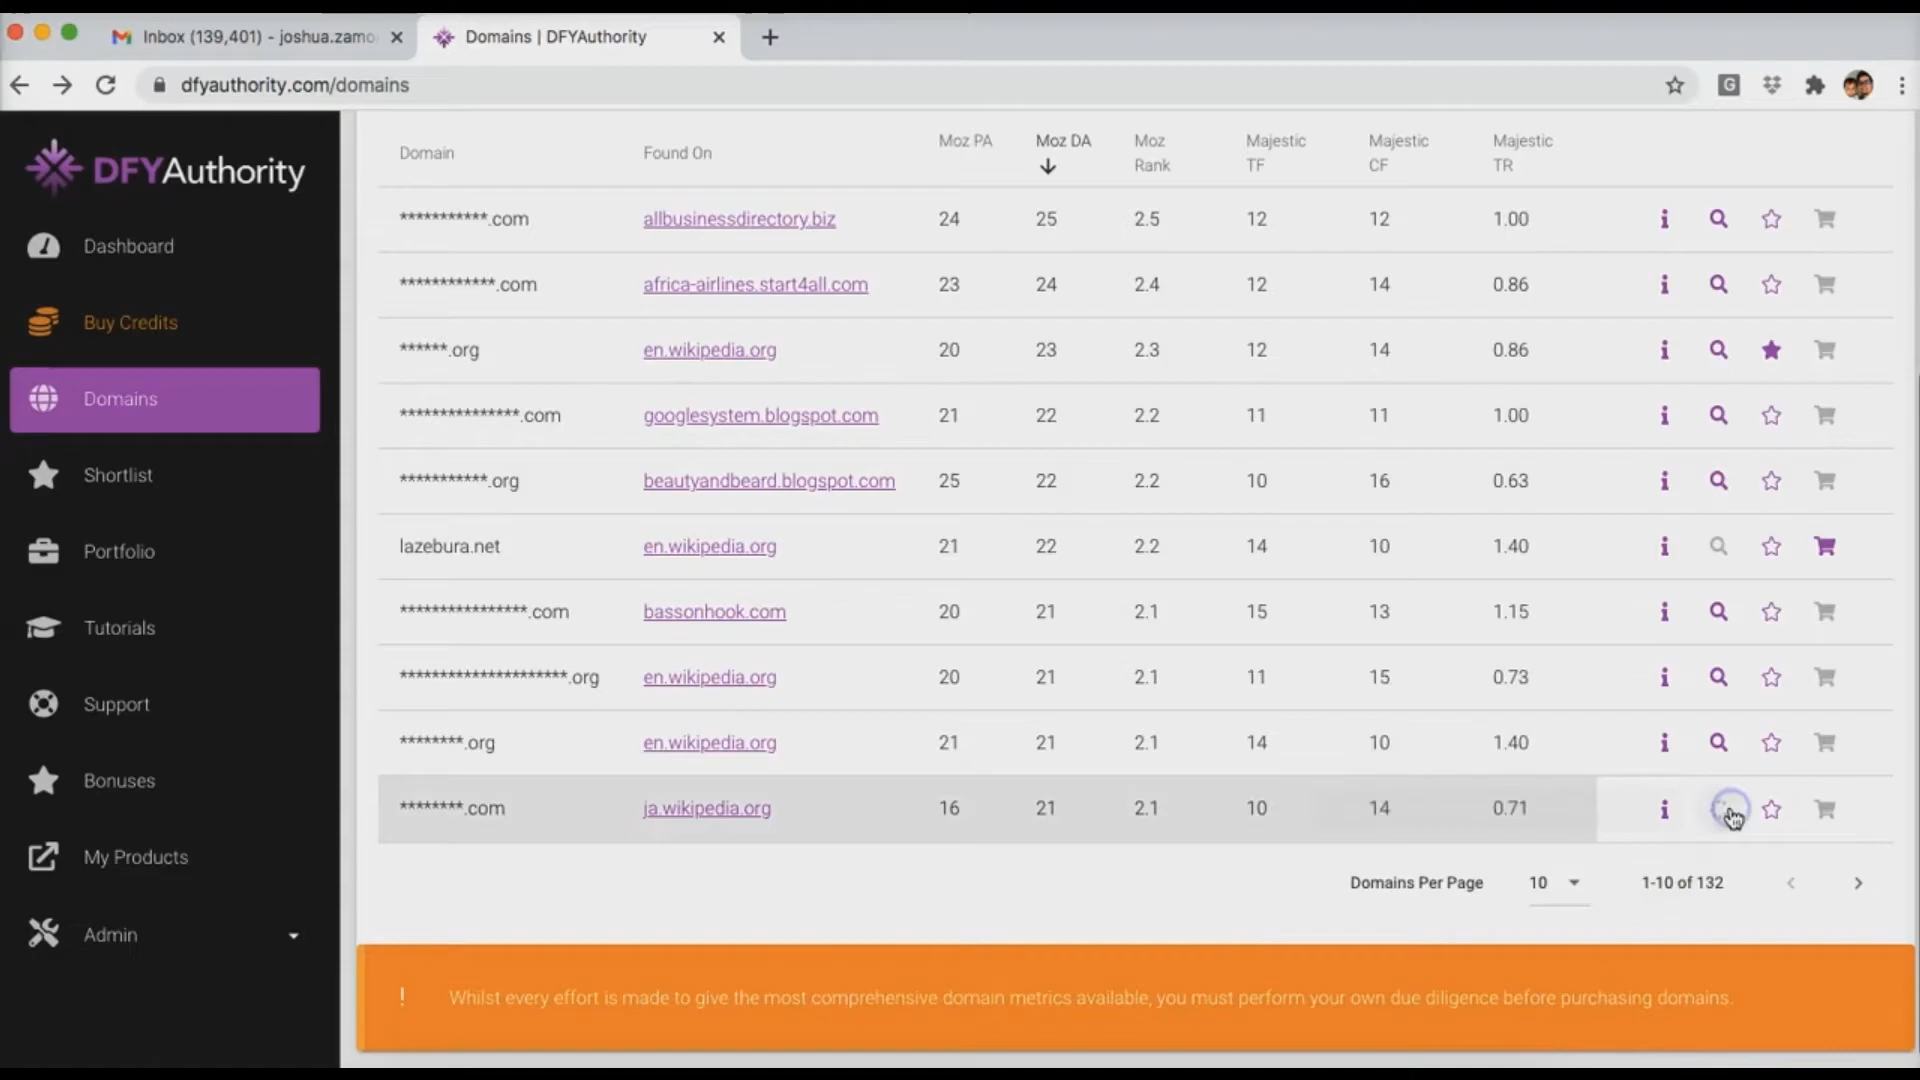 Inbox (139,401) - joshua.zamo
Domains | DFYAuthority
dfyauthority.com/domains
G
DFYAuthority
Dashboard
Buy Credits
Domains
Shortlist
Portfolio
Tutorials
Support
Bonuses
My Products
Admin
Domain Found On Moz PA Moz DA Moz Rank Majestic TF Majestic CF Majestic TR
***********.com allbusinessdirectory.biz 24 25 2.5 12 12 1.00
************.com africa-airlines.start4all.com 23 24 2.4 12 14 0.86
******.org en.wikipedia.org 20 23 2.3 12 14 0.86
***************.com googlesystem.blogspot.com 21 22 2.2 11 11 1.00
***********.org beautyandbeard.blogspot.com 25 22 2.2 10 16 0.63
lazebura.net en.wikipedia.org 21 22 2.2 14 10 1.40
****************.com bassonhook.com 20 21 2.1 15 13 1.15
*********************.org en.wikipedia.org 20 21 2.1 11 15 0.73
********.org en.wikipedia.org 21 21 2.1 14 10 1.40
********.com ja.wikipedia.org 16 21 2.1 10 14 0.71
Domains Per Page 10 1-10 of 132
! Whilst every effort is made to give the most comprehensive domain metrics available, you must perform your own due diligence before purchasing domains.